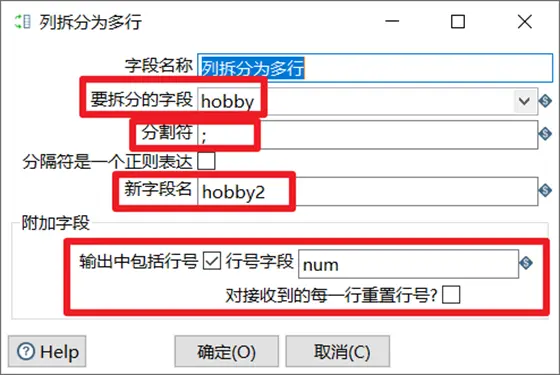 列拆分为多行
字段名称 列拆分为多行
要拆分的字段 hobby
分割符 ;
分隔符是一个正则表达
新字段名 hobby2
附加字段
输出中包括行号 行号字段 num
对接收到的每一行重置行号?
Help 确定(O) 取消(C)